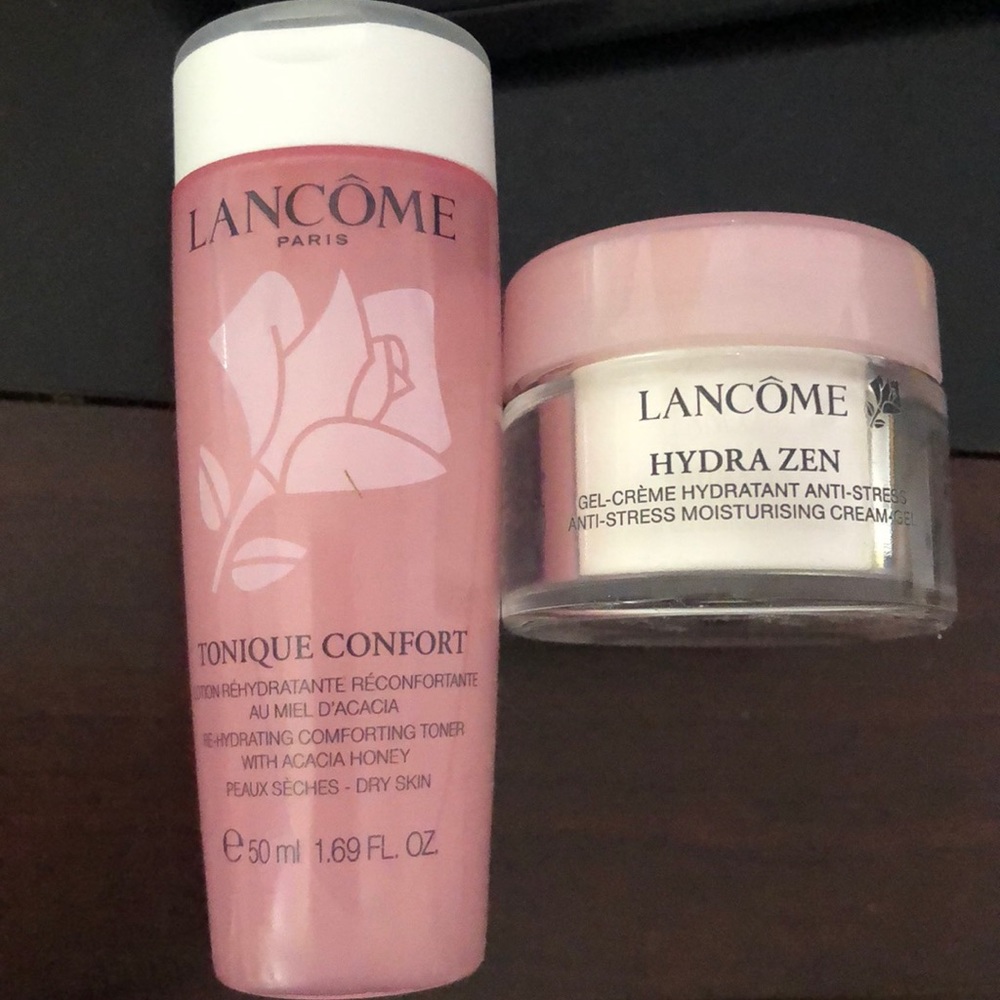 LANCÔME
PARIS
TONIQUE CONFORT
LOTION RÉHYDRATANTE RÉCONFORTANTE
AU MIEL D'ACACIA
RE-HYDRATING COMFORTING TONER
WITH ACACIA HONEY
PEAUX SÈCHES - DRY SKIN
e 50 ml 1.69 FL. OZ.
LANCÔME
HYDRA ZEN
GEL-CRÈME HYDRATANT ANTI-STRESS
ANTI-STRESS MOISTURISING CREAM-GEL